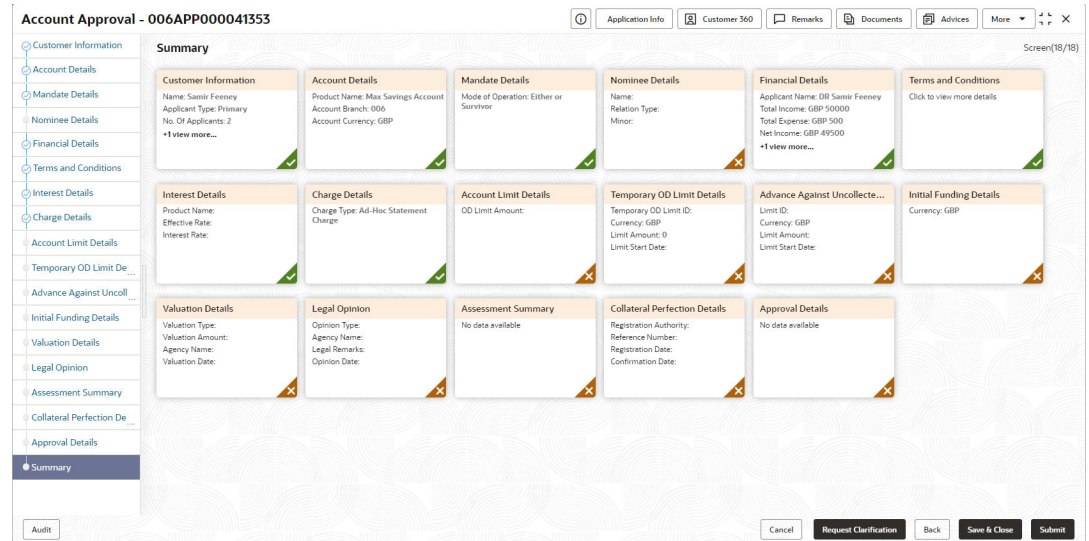 Account Approval - 006APP000041353
Application Info
Customer 360
Remarks
Documents
Advices
More
Customer Information
Account Details
Mandate Details
Nominee Details
Financial Details
Terms and Conditions
Interest Details
Charge Details
Account Limit Details
Temporary OD Limit De...
Advance Against Uncoll...
Initial Funding Details
Valuation Details
Legal Opinion
Assessment Summary
Collateral Perfection De...
Approval Details
Summary
Summary
Screen(18/18)
Customer Information
Name: Samir Feeney
Applicant Type: Primary
No. Of Applicants: 2
+1 view more...
Account Details
Product Name: Max Savings Account
Account Branch: 006
Account Currency: GBP
Mandate Details
Mode of Operation: Either or
Survivor
Nominee Details
Name:
Relation Type:
Minor:
Financial Details
Applicant Name: DR Samir Feeney
Total Income: GBP 50000
Total Expense: GBP 500
Net Income: GBP 49500
+1 view more...
Terms and Conditions
Click to view more details
Interest Details
Product Name:
Effective Rate:
Interest Rate:
Charge Details
Charge Type: Ad-Hoc Statement
Charge
Account Limit Details
OD Limit Amount:
Temporary OD Limit Details
Temporary OD Limit ID:
Currency: GBP
Limit Amount: 0
Limit Start Date:
Advance Against Uncollecte...
Limit ID:
Currency: GBP
Limit Amount:
Limit Start Date:
Initial Funding Details
Currency: GBP
Valuation Details
Valuation Type:
Valuation Amount:
Agency Name:
Valuation Date:
Legal Opinion
Opinion Type:
Agency Name:
Legal Remarks:
Opinion Date:
Assessment Summary
No data available
Collateral Perfection Details
Registration Authority:
Reference Number:
Registration Date:
Confirmation Date:
Approval Details
No data available
Audit
Cancel
Request Clarification
Back
Save & Close
Submit